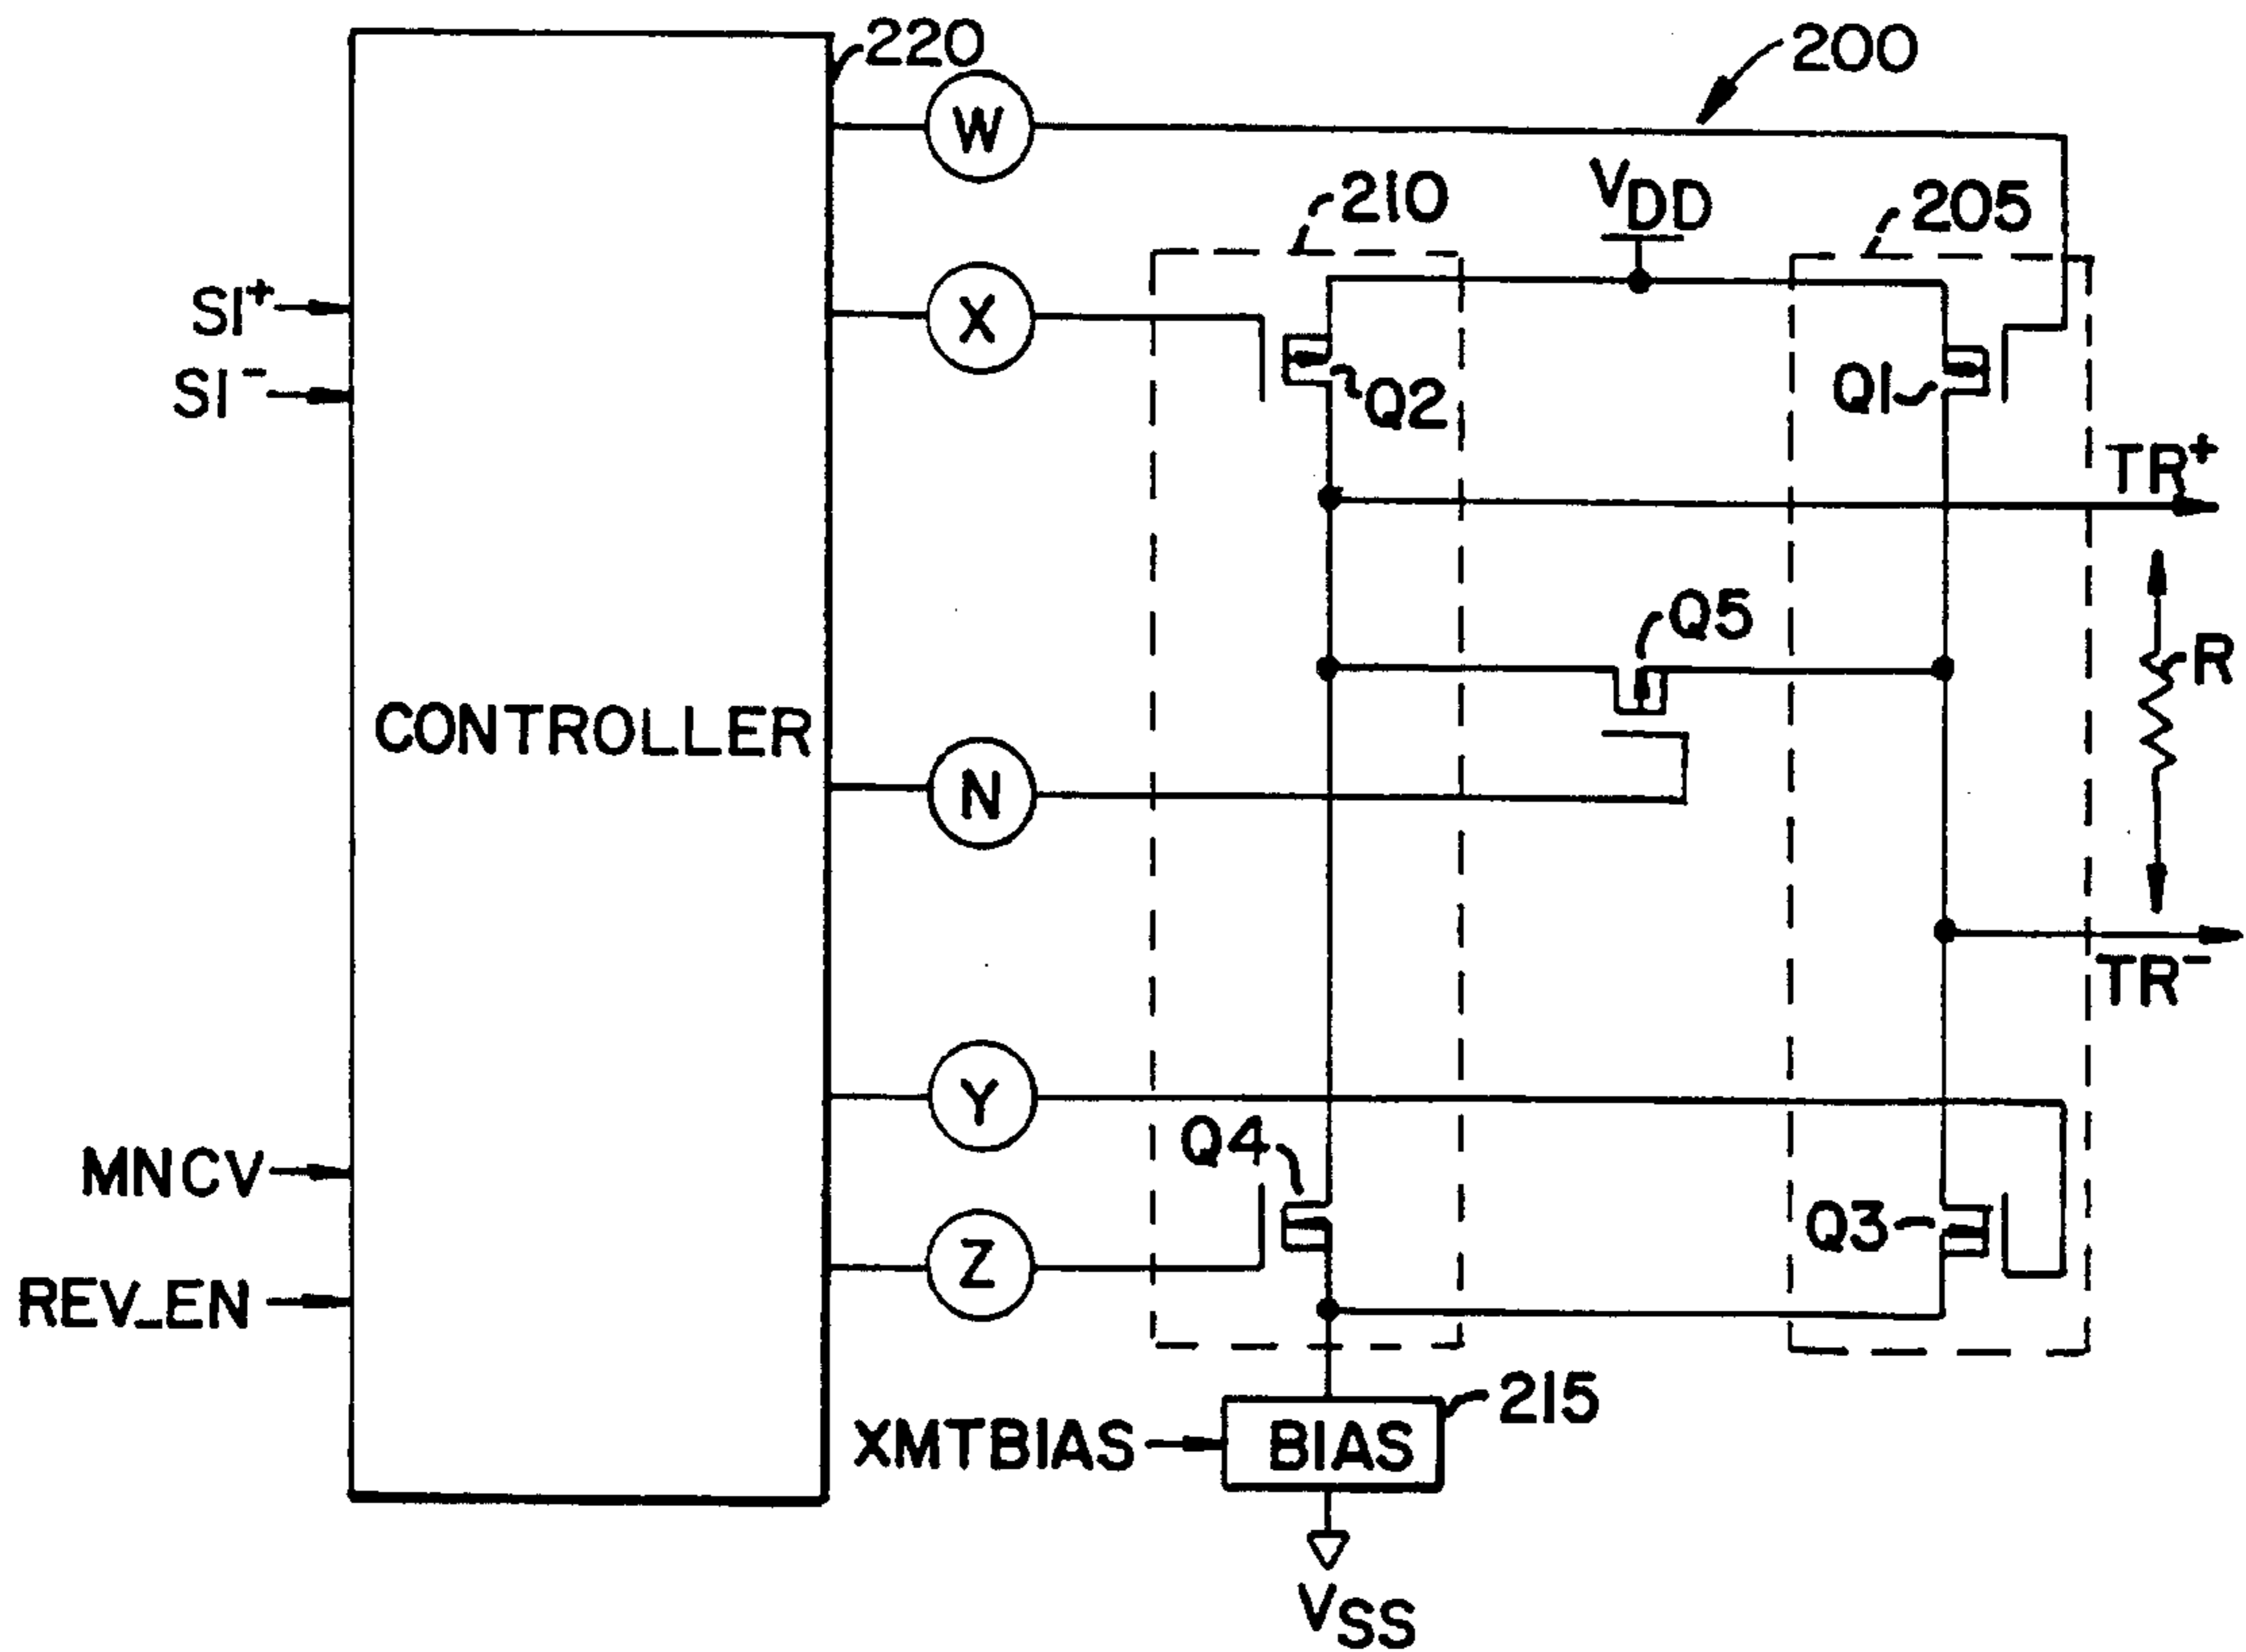 220
200
W
VDD
210
205
X
SI+
SI-
Q2
Q1
TR+
Q5
R
CONTROLLER
N
TR-
Y
Q4
MNCV
Q3
Z
REV_EN
215
XMTBIAS
BIAS
VSS